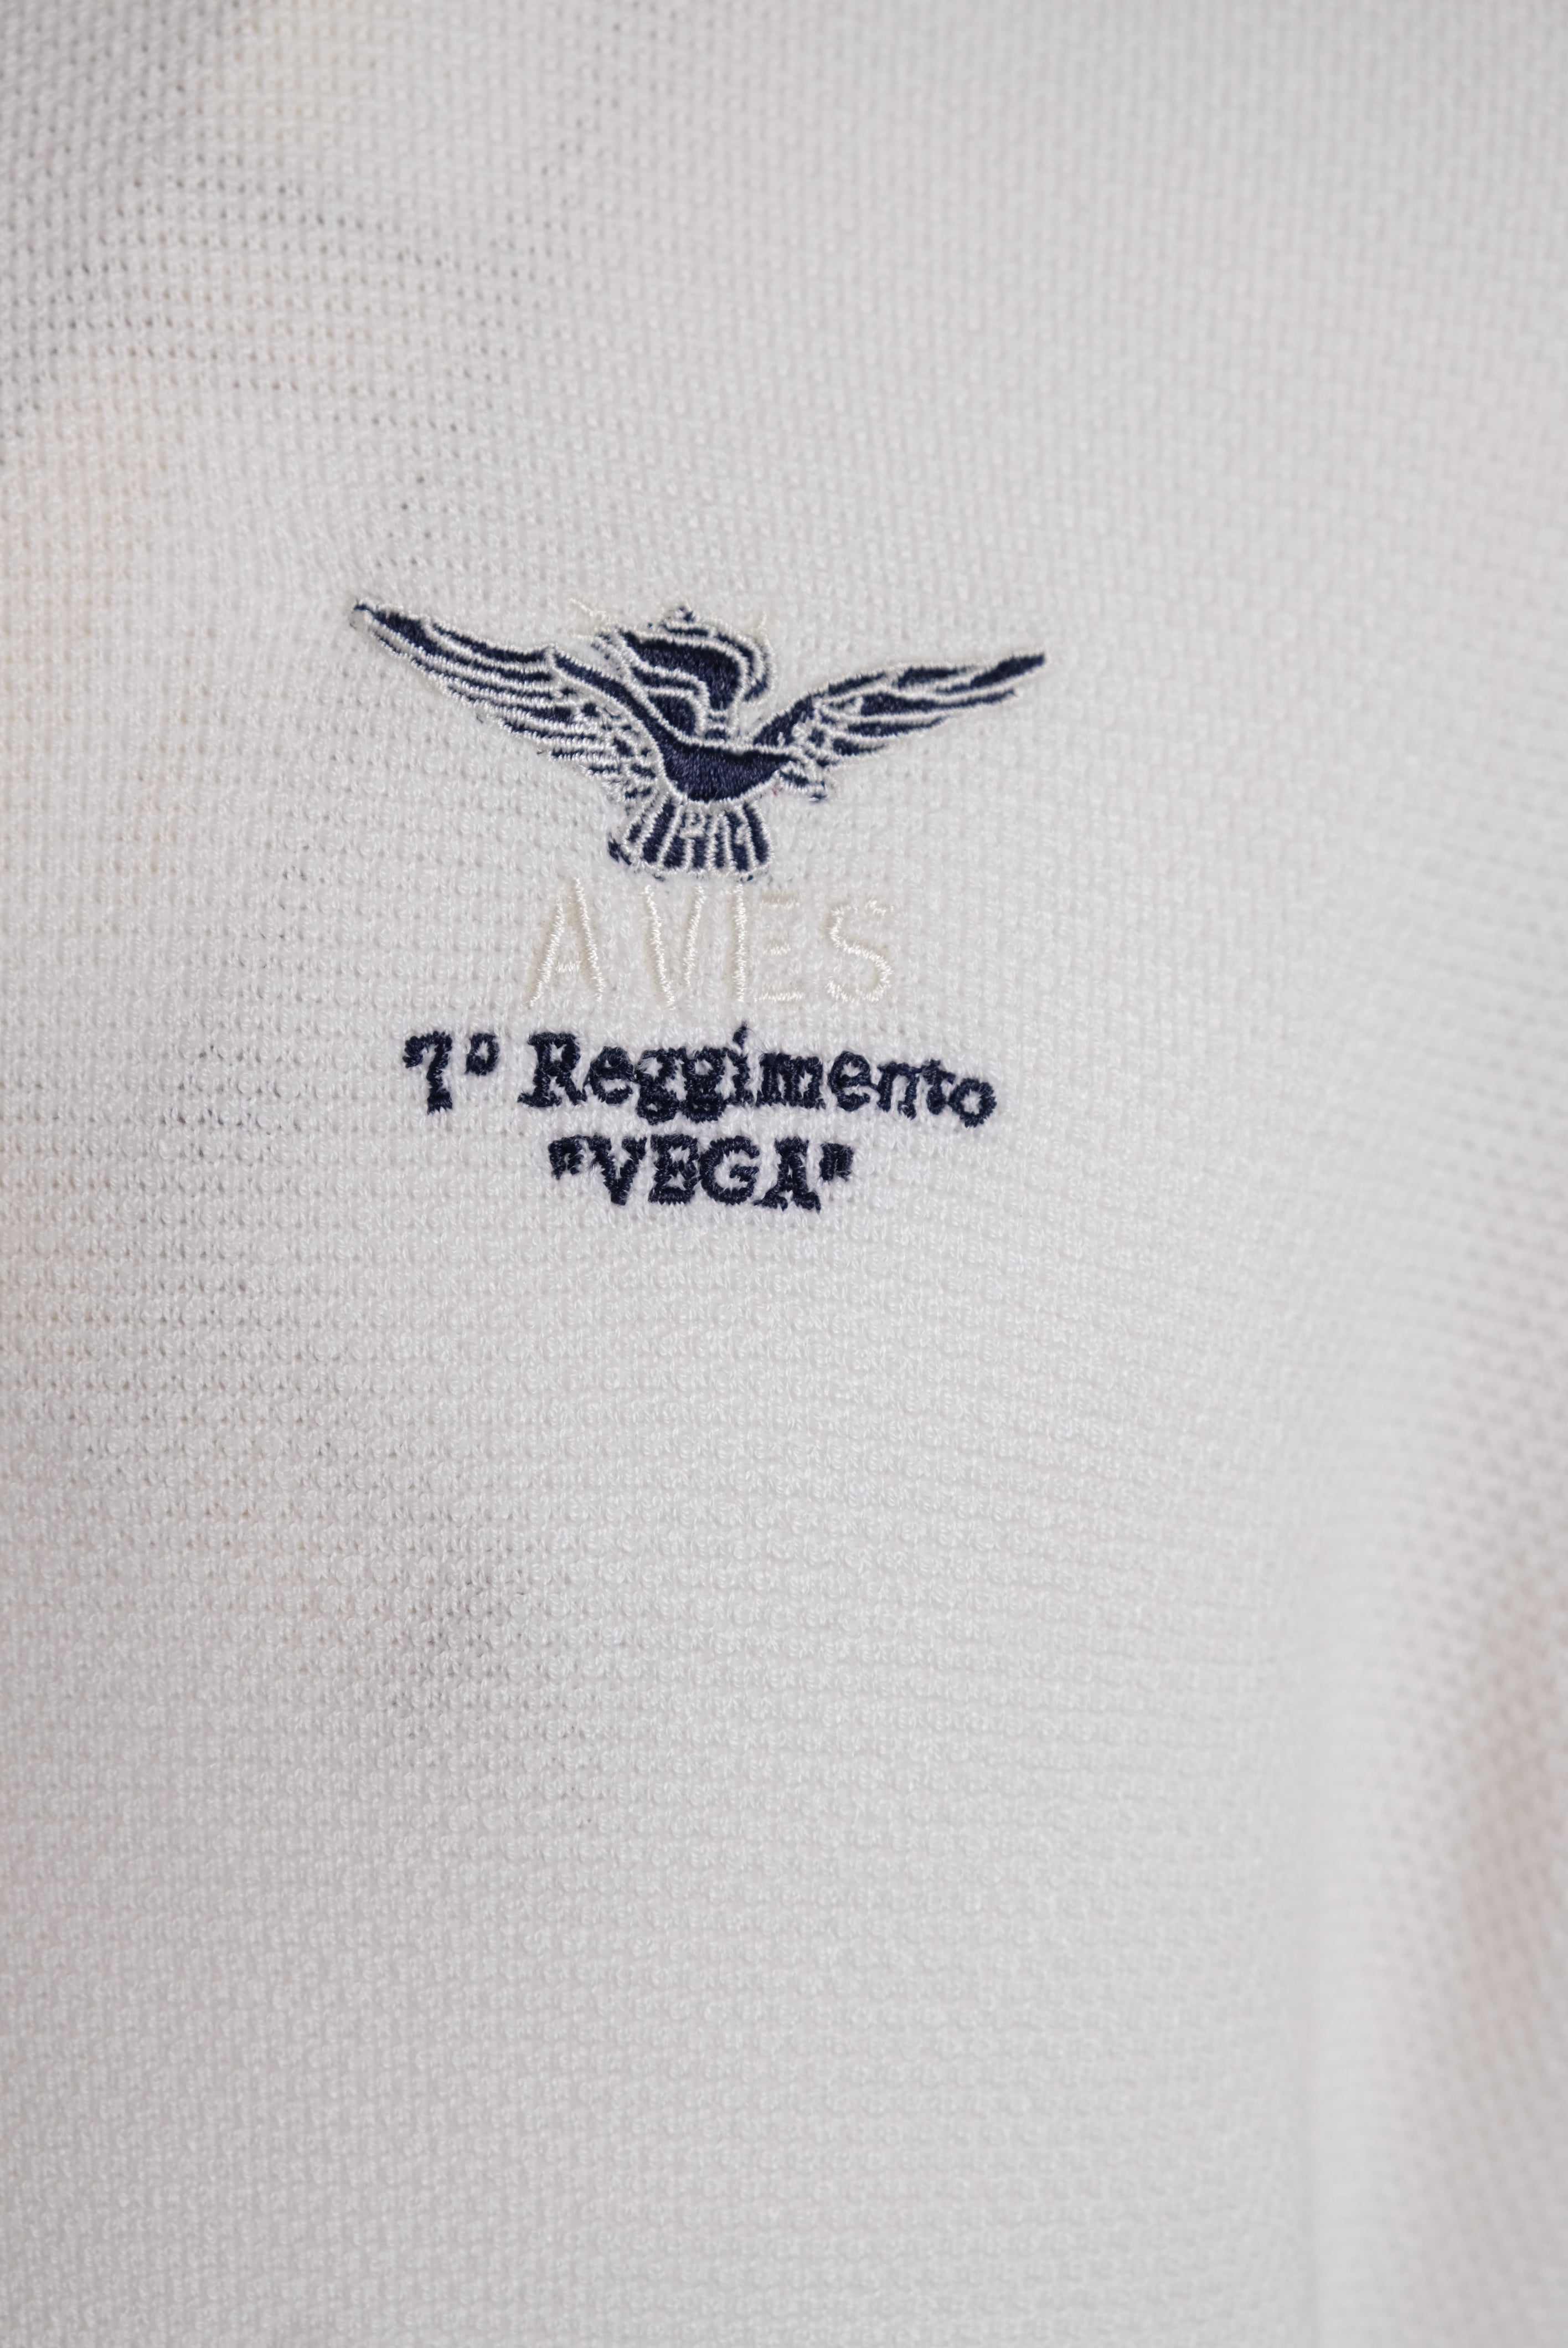 AVES
7° Reggimento
"VEGA"